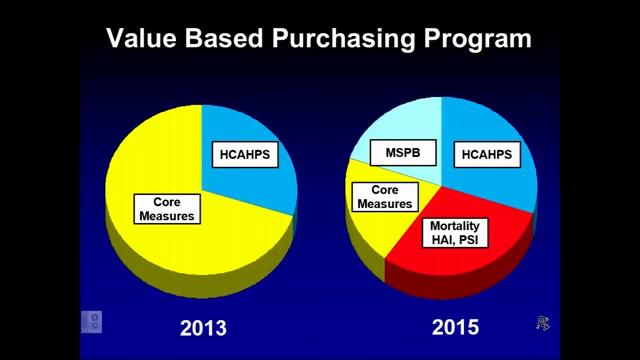 Value Based Purchasing Program
HCAHPS
Core
Measures
2013
MSPB
HCAHPS
Core
Measures
Mortality
HAI, PSI
2015